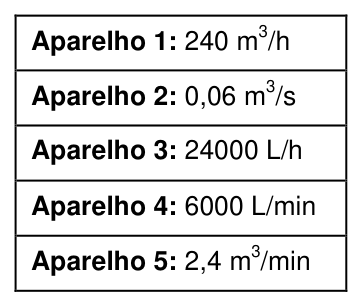 Aparelho 1: 240 m³/h
Aparelho 2: 0,06 m³/s
Aparelho 3: 24000 L/h
Aparelho 4: 6000 L/min
Aparelho 5: 2,4 m³/min